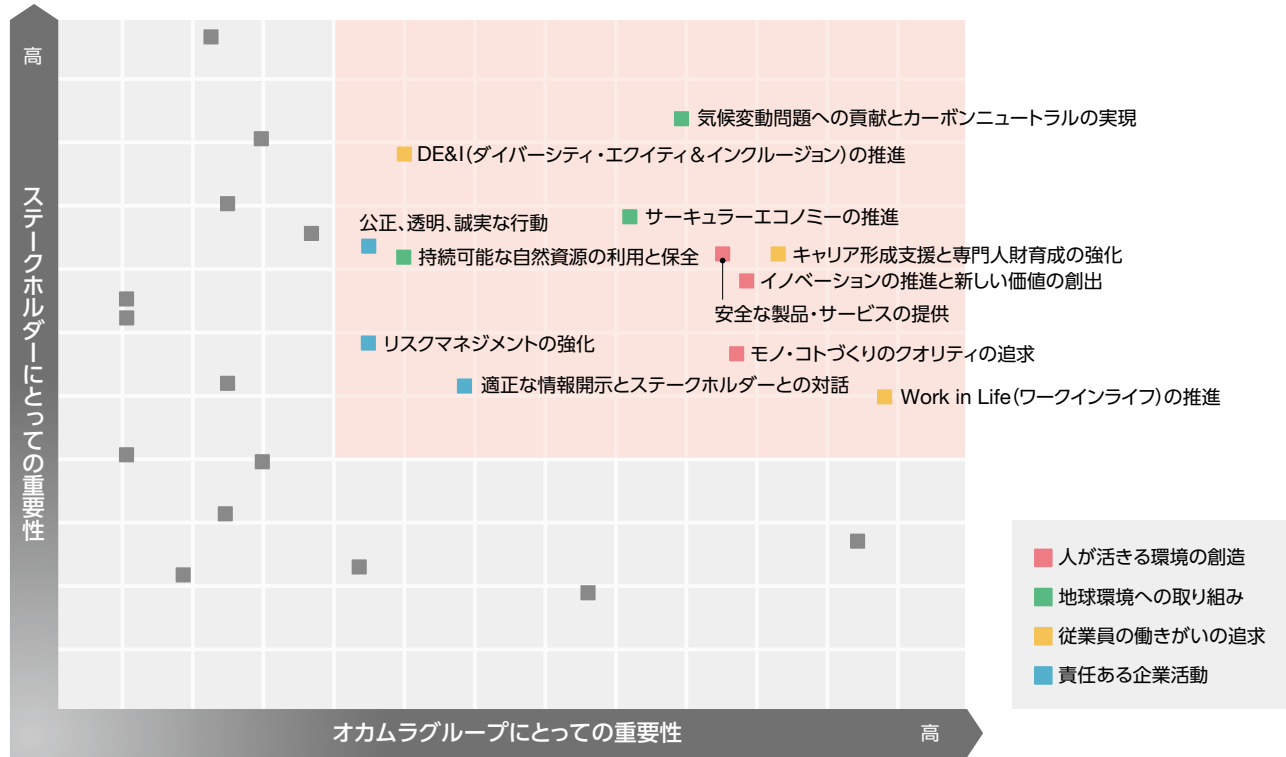 高
ステークホルダーにとっての重要性
気候変動問題への貢献とカーボンニュートラルの実現
DE&I(ダイバーシティ・エクイティ&インクルージョン)の推進
公正、透明、誠実な行動
サーキュラーエコノミーの推進
持続可能な自然資源の利用と保全
キャリア形成支援と専門人財育成の強化
イノベーションの推進と新しい価値の創出
安全な製品・サービスの提供
リスクマネジメントの強化
モノ・コトづくりのクオリティの追求
適正な情報開示とステークホルダーとの対話
Work in Life(ワークインライフ)の推進
人が活きる環境の創造
地球環境への取り組み
従業員の働きがいの追求
責任ある企業活動
オカムラグループにとっての重要性
高